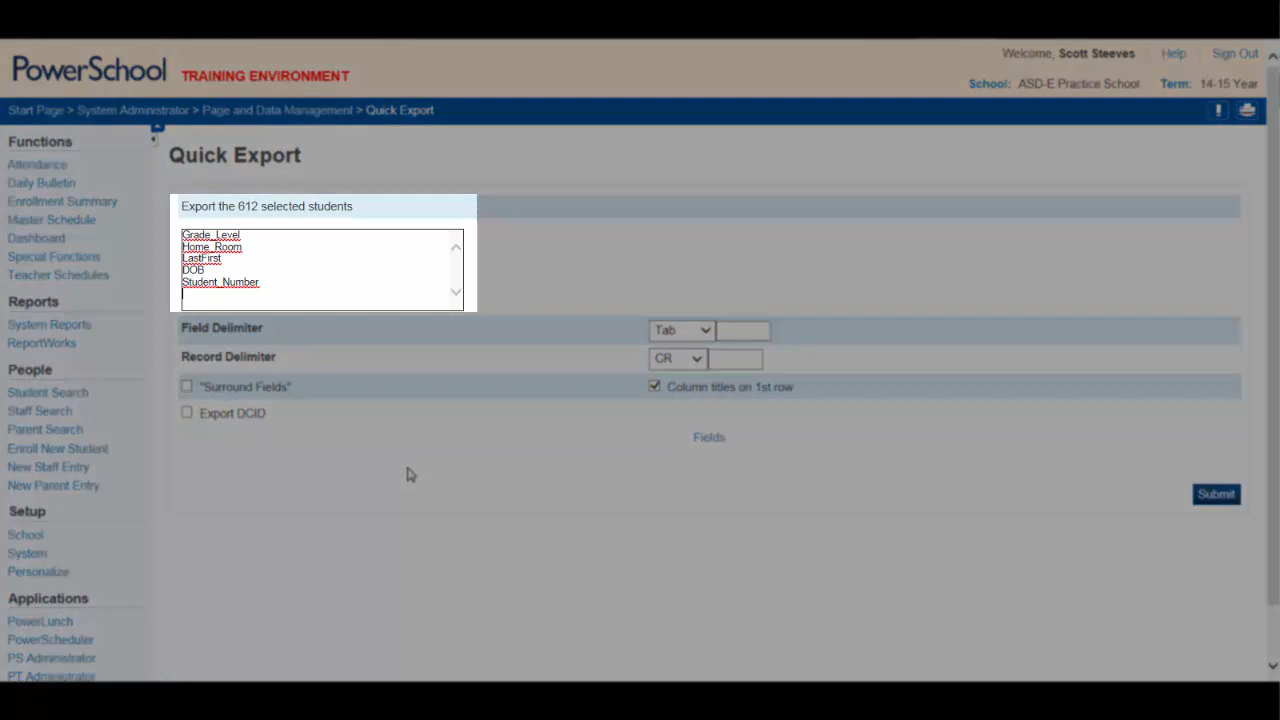 PowerSchool TRAINING ENVIRONMENT
Welcome, Scott Steeves Help Sign Out
School: ASD-E Practice School Term: 14-15 Year
Start Page > System Administrator > Page and Data Management > Quick Export
Functions
Attendance
Daily Bulletin
Enrollment Summary
Master Schedule
Dashboard
Special Functions
Teacher Schedules
Reports
System Reports
ReportWorks
People
Student Search
Staff Search
Parent Search
Enroll New Student
New Staff Entry
New Parent Entry
Setup
School
System
Personalize
Applications
PowerLunch
PowerScheduler
PS Administrator
PT Administrator
Quick Export
Export the 612 selected students
Grade_Level
Home_Room
LastFirst
DOB
Student_Number
Field Delimiter Tab
Record Delimiter CR
"Surround Fields" Column titles on 1st row
Export DCID
Fields
Submit